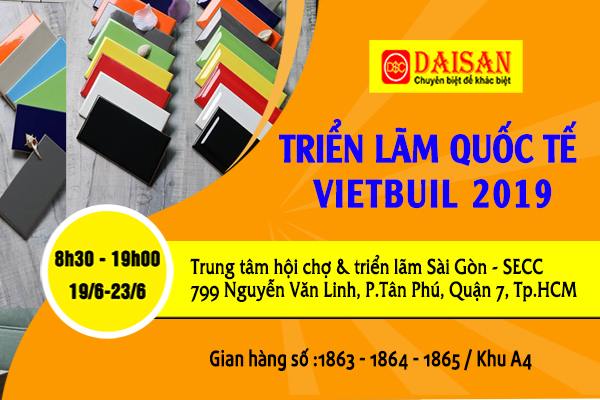 DSC DAISAN
Chuyên biệt để khác biệt
TRIỂN LÃM QUỐC TẾ
VIETBUIL 2019
8h30 - 19h00
19/6-23/6
Trung tâm hội chợ & triển lãm Sài Gòn - SECC
799 Nguyễn Văn Linh, P.Tân Phú, Quận 7, Tp.HCM
Gian hàng số :1863 - 1864 - 1865 / Khu A4